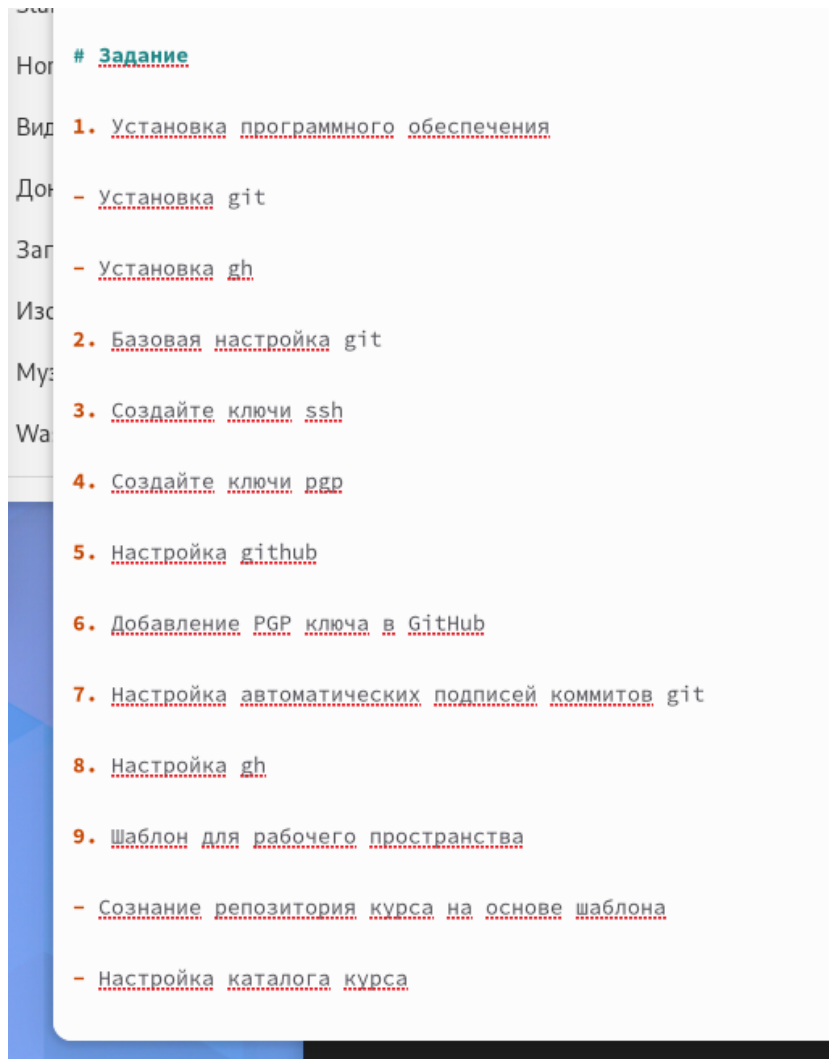 # Задание
1. Установка программного обеспечения
- Установка git
- Установка gh
2. Базовая настройка git
3. Создайте ключи ssh
4. Создайте ключи pgp
5. Настройка github
6. Добавление PGP ключа в GitHub
7. Настройка автоматических подписей коммитов git
8. Настройка gh
9. Шаблон для рабочего пространства
- Сознание репозитория курса на основе шаблона
- Настройка каталога курса